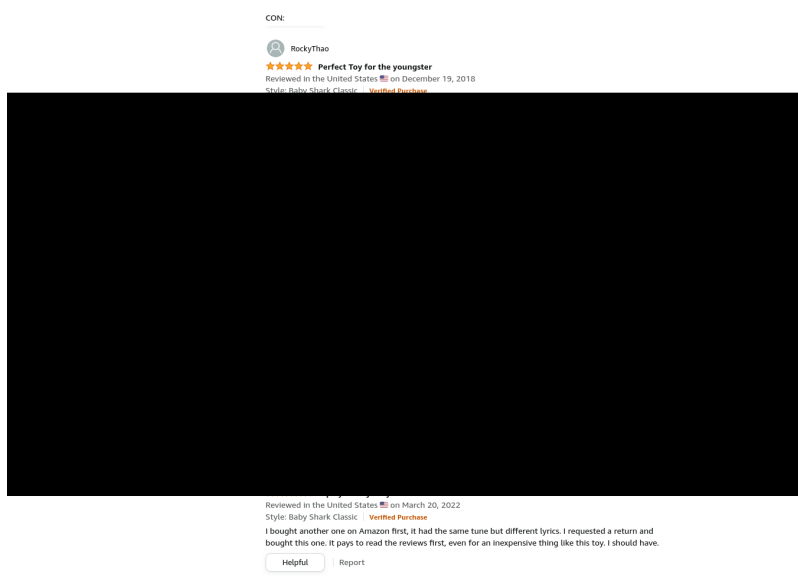 CON:
RockyThao
Perfect Toy for the youngster
Reviewed in the United States on December 19, 2018
Style: Baby Shark Classic | Verified Purchase
Reviewed in the United States on March 20, 2022
Style: Baby Shark Classic | Verified Purchase
I bought another one on Amazon first, it had the same tune but different lyrics. I requested a return and
bought this one. It pays to read the reviews first, even for an inexpensive thing like this toy. I should have.
Helpful | Report